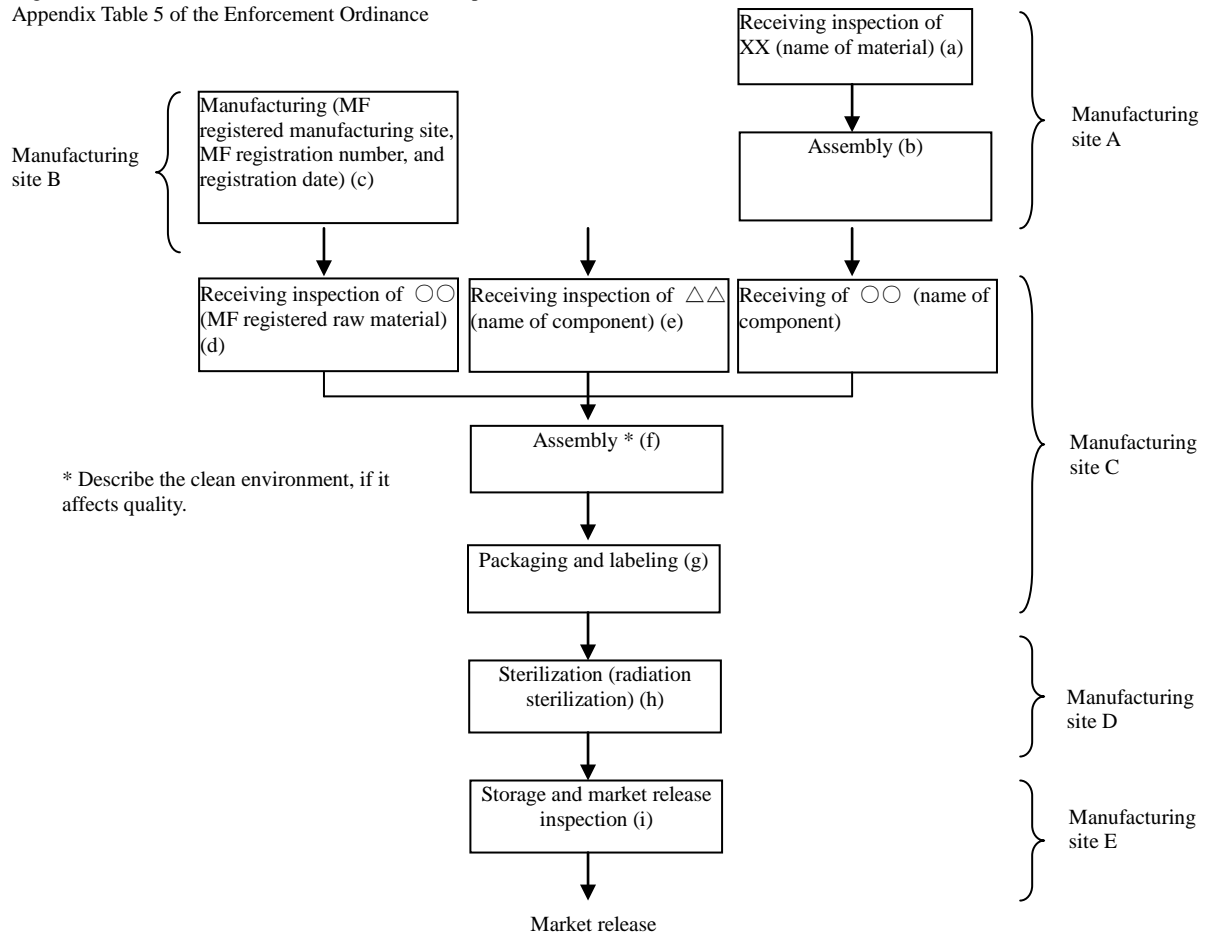 Appendix Table 5 of the Enforcement Ordinance
Receiving inspection of
XX (name of material) (a)
Manufacturing
site A
Assembly (b)
Manufacturing
site B
Manufacturing (MF
registered manufacturing site,
MF registration number, and
registration date) (c)
Receiving inspection of ○○
(MF registered raw material)
(d)
Receiving inspection of △△
(name of component) (e)
Receiving of ○○ (name of
component)
Assembly * (f)
Manufacturing
site C
* Describe the clean environment, if it
affects quality.
Packaging and labeling (g)
Sterilization (radiation
sterilization) (h)
Manufacturing
site D
Storage and market release
inspection (i)
Manufacturing
site E
Market release